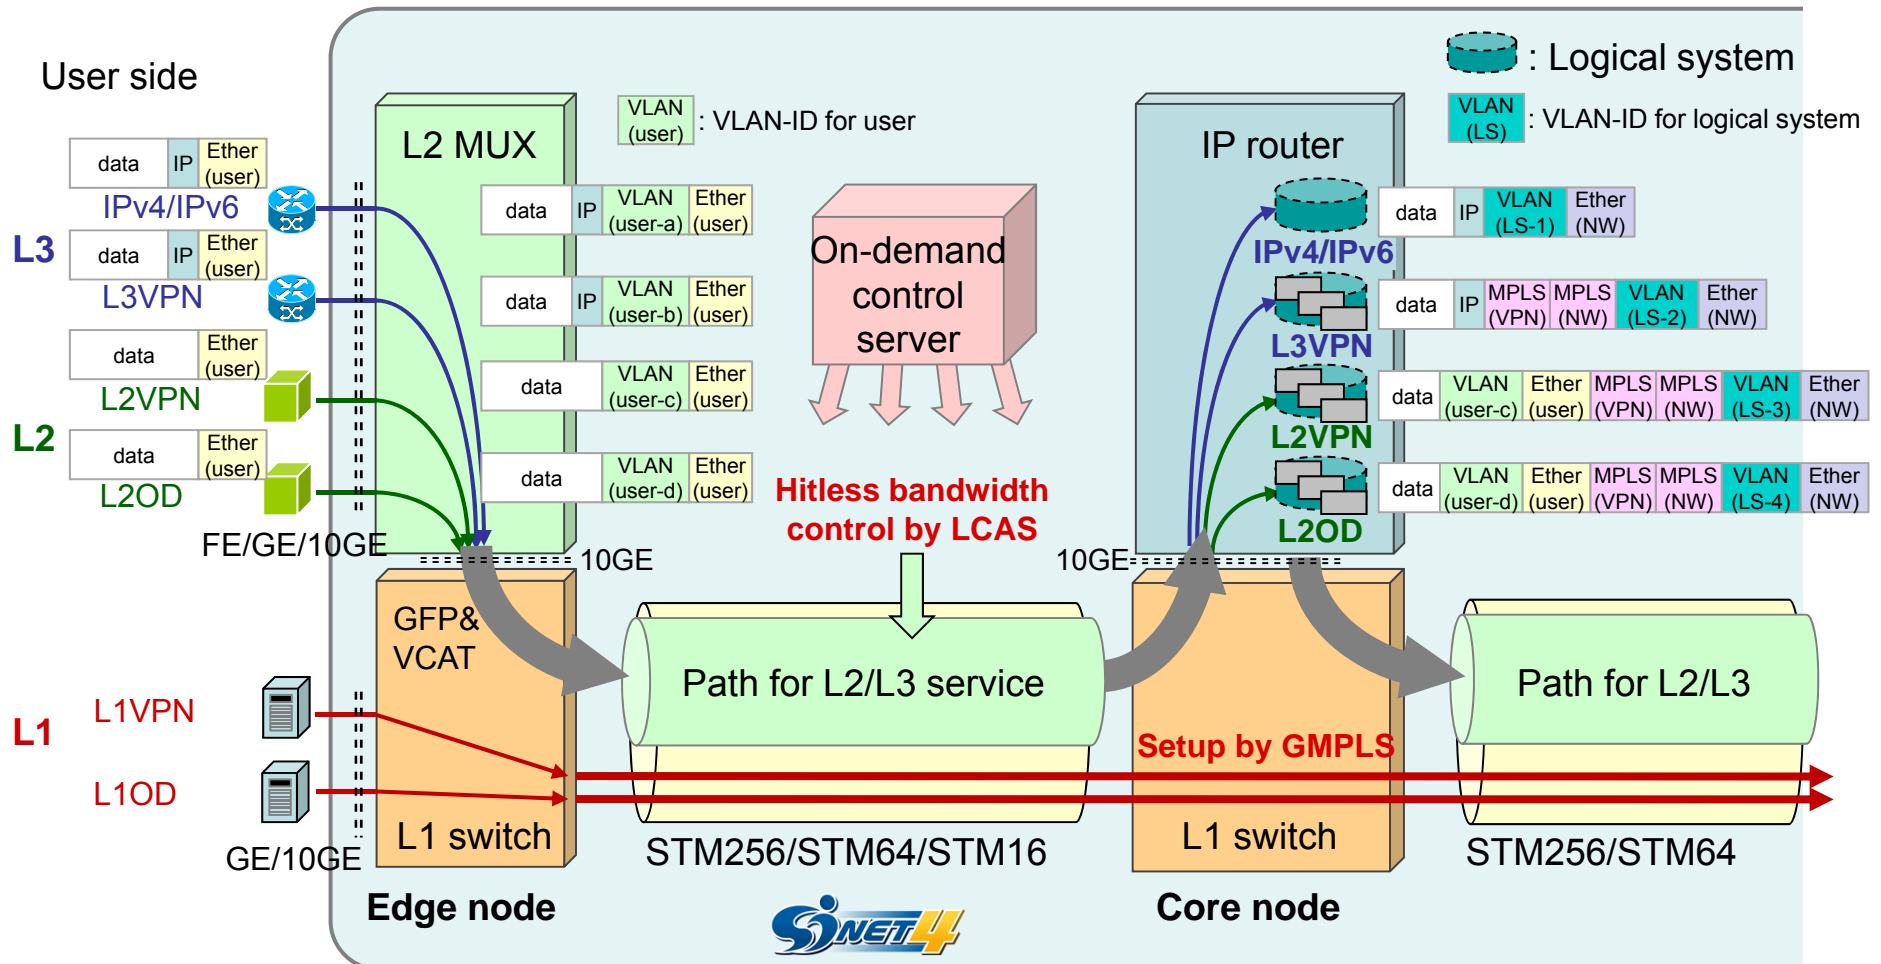 User side
L3
data IP Ether (user)
IPv4/IPv6
data IP Ether (user)
L3VPN
L2
data Ether (user)
L2VPN
data Ether (user)
L2OD
FE/GE/10GE
L1
L1VPN
L1OD
GE/10GE
L2 MUX
VLAN (user) : VLAN-ID for user
data IP VLAN (user-a) Ether (user)
data IP VLAN (user-b) Ether (user)
data VLAN (user-c) Ether (user)
data VLAN (user-d) Ether (user)
10GE
GFP&
VCAT
L1 switch
Edge node
On-demand
control
server
Hitless bandwidth
control by LCAS
Path for L2/L3 service
STM256/STM64/STM16
SINET4
: Logical system
VLAN (LS) : VLAN-ID for logical system
IP router
IPv4/IPv6
data IP VLAN (LS-1) Ether (NW)
L3VPN
data IP MPLS (VPN) MPLS (NW) VLAN (LS-2) Ether (NW)
L2VPN
data VLAN (user-c) Ether (user) MPLS (VPN) MPLS (NW) VLAN (LS-3) Ether (NW)
L2OD
data VLAN (user-d) Ether (user) MPLS (VPN) MPLS (NW) VLAN (LS-4) Ether (NW)
10GE
Setup by GMPLS
L1 switch
Core node
Path for L2/L3
STM256/STM64